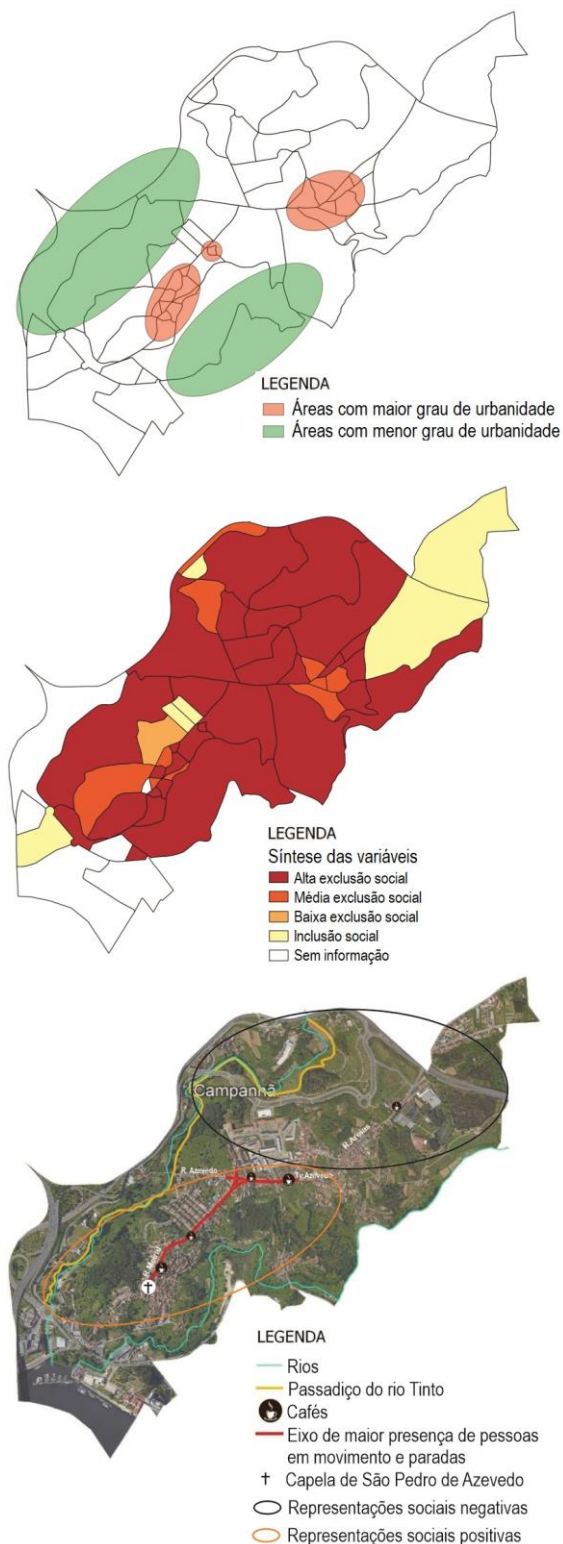 LEGENDA
Áreas com maior grau de urbanidade
Áreas com menor grau de urbanidade
LEGENDA
Síntese das variáveis
Alta exclusão social
Média exclusão social
Baixa exclusão social
Inclusão social
Sem informação
Campanhã
R. Azevedo
LEGENDA
Rios
Passadiço do rio Tinto
Cafés
Eixo de maior presença de pessoas
em movimento e paradas
Capela de São Pedro de Azevedo
Representações sociais negativas
Representações sociais positivas